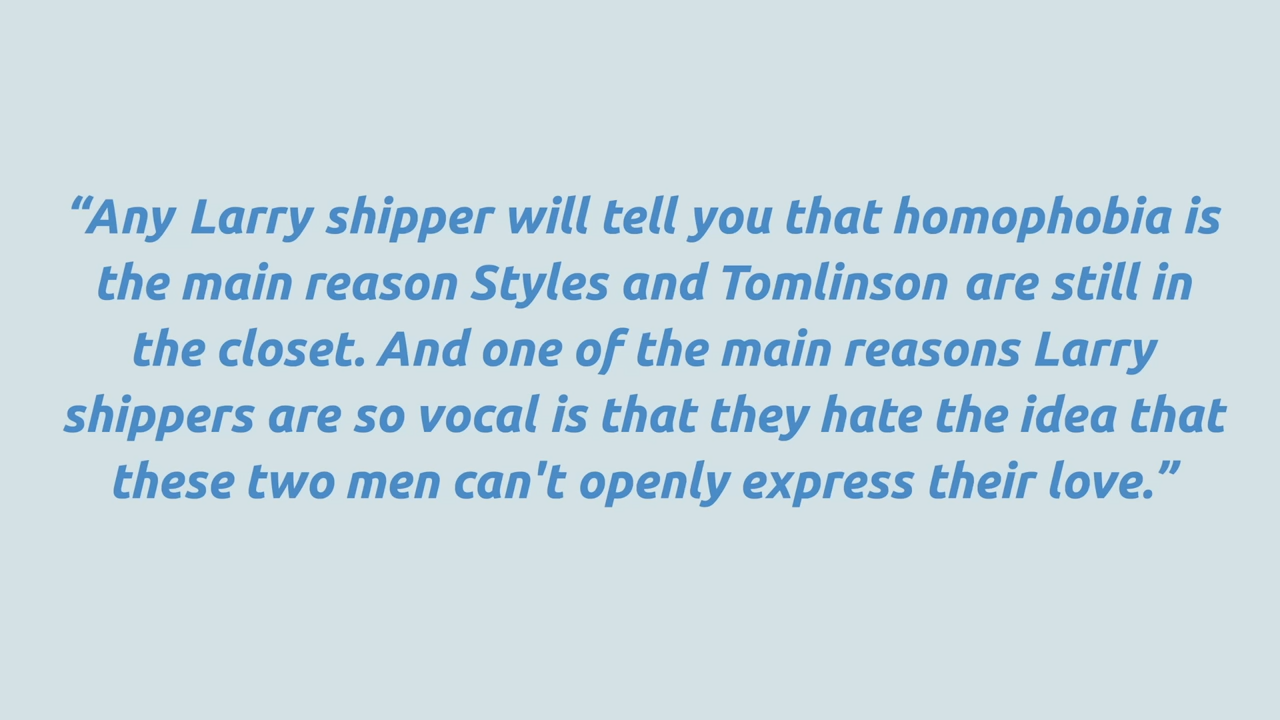 “Any Larry shipper will tell you that homophobia is
the main reason Styles and Tomlinson are still in
the closet. And one of the main reasons Larry
shippers are so vocal is that they hate the idea that
these two men can't openly express their love.”